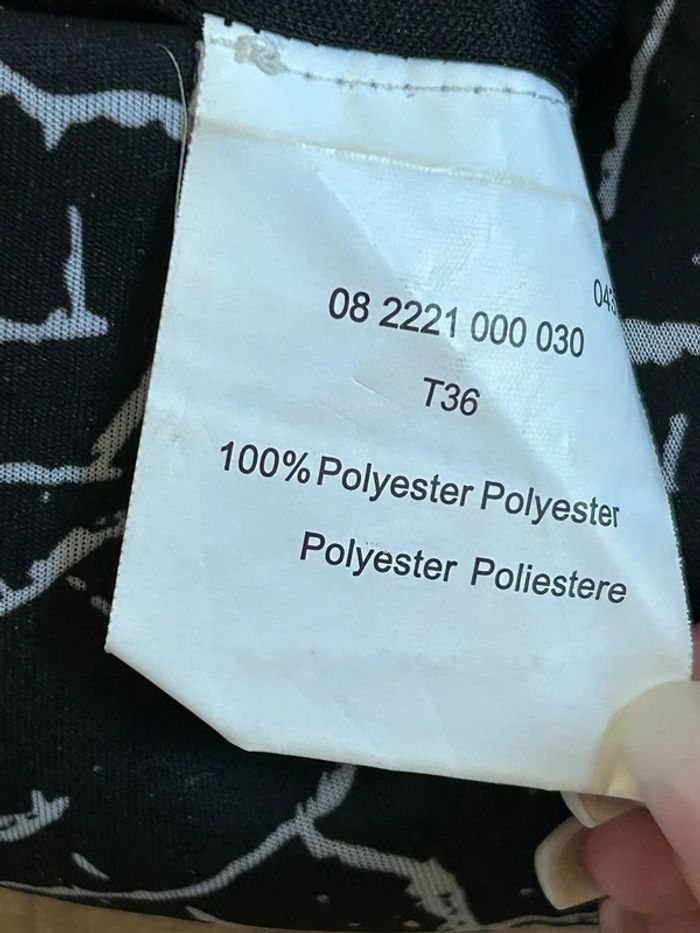 08 2221 000 030
T36
100% Polyester Polyester
Polyester Poliestere